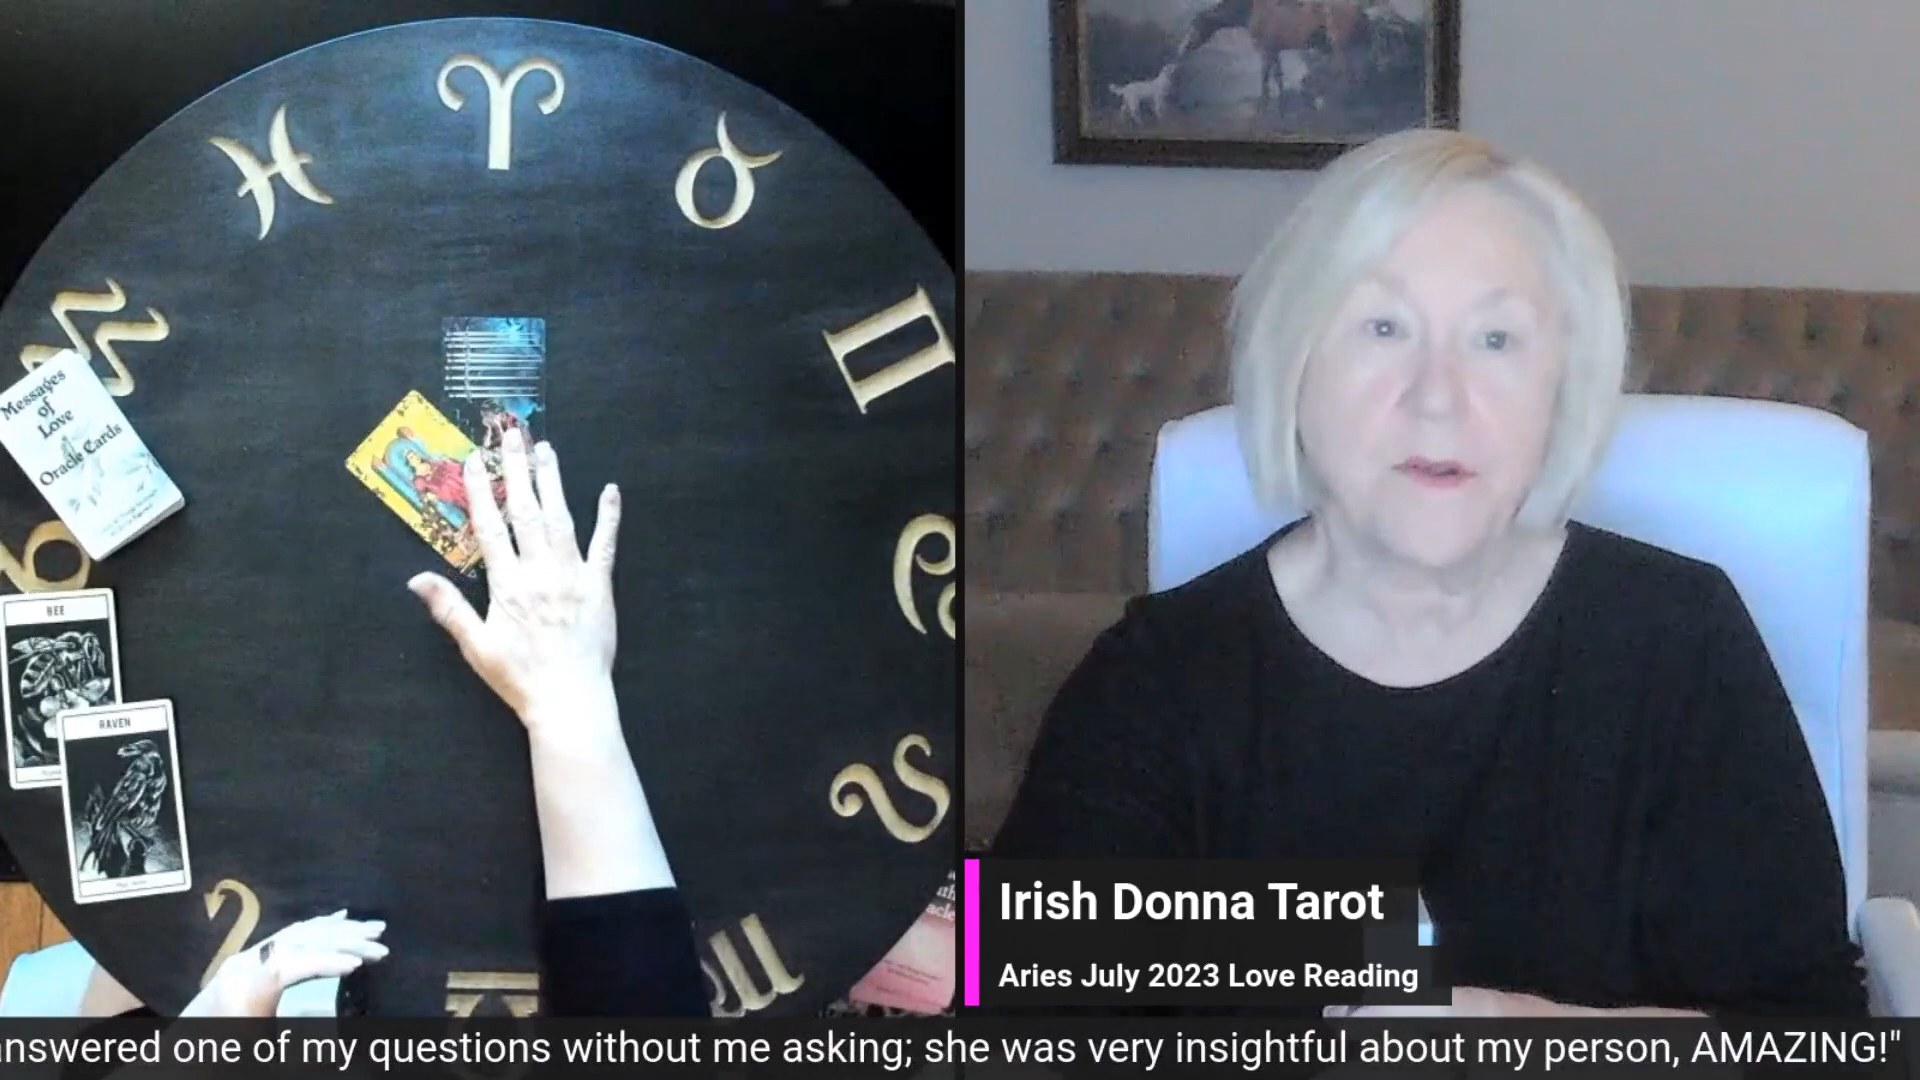 Messages
of
Love
Oracle Cards
BEE
RAVEN
Irish Donna Tarot
Aries July 2023 Love Reading
answered one of my questions without me asking; she was very insightful about my person, AMAZING!"